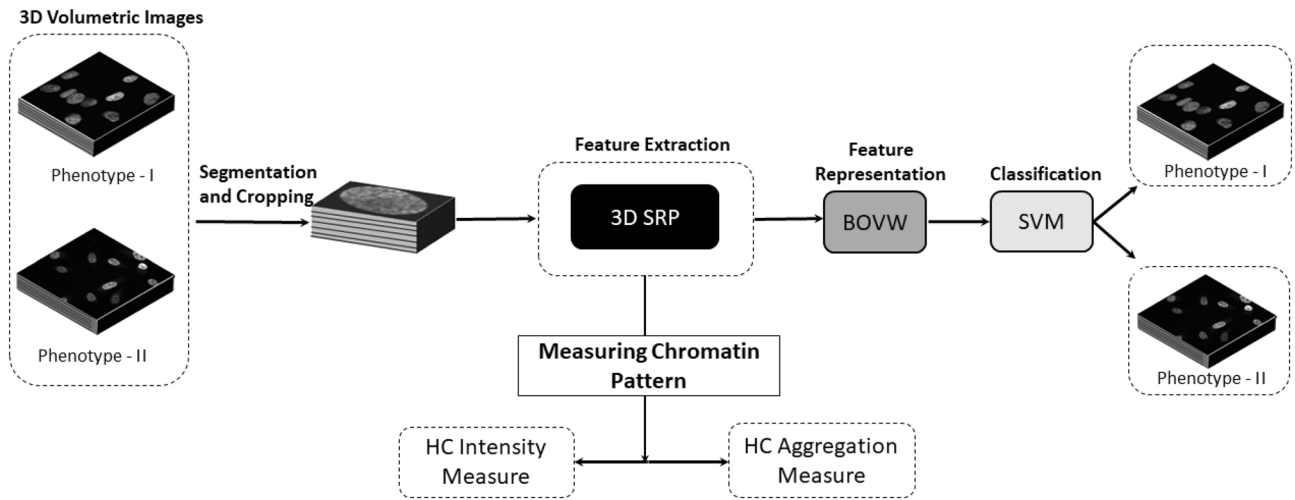 3D Volumetric Images
Phenotype - I
Phenotype - II
Segmentation
and Cropping
Feature Extraction
3D SRP
Feature
Representation
BOVW
Classification
SVM
Phenotype - I
Phenotype - II
Measuring Chromatin
Pattern
HC Intensity
Measure
HC Aggregation
Measure